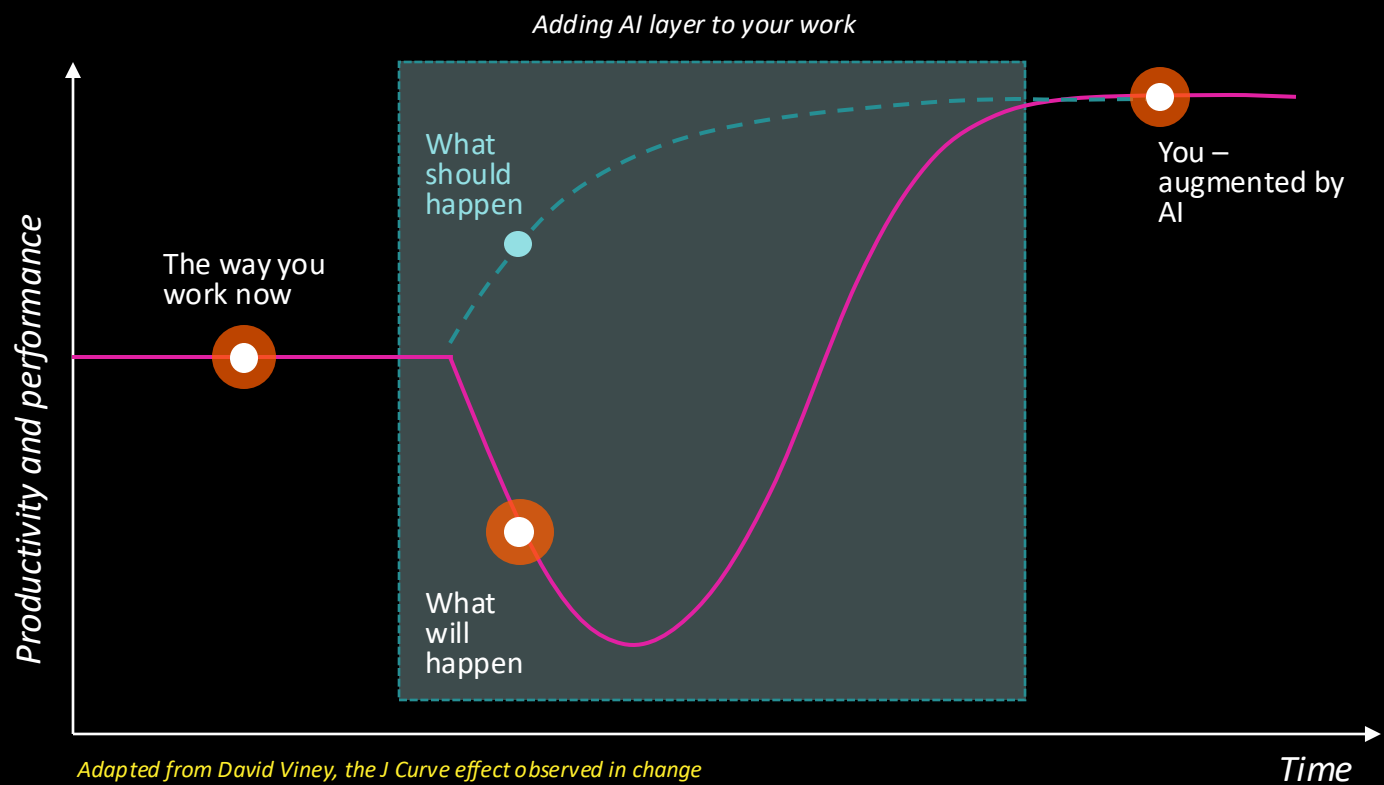 Adding AI layer to your work
What
should
happen
The way you
work now
You –
augmented by
AI
Productivity and performance
What
will
happen
Time
Adapted from David Viney, the J Curve effect observed in change